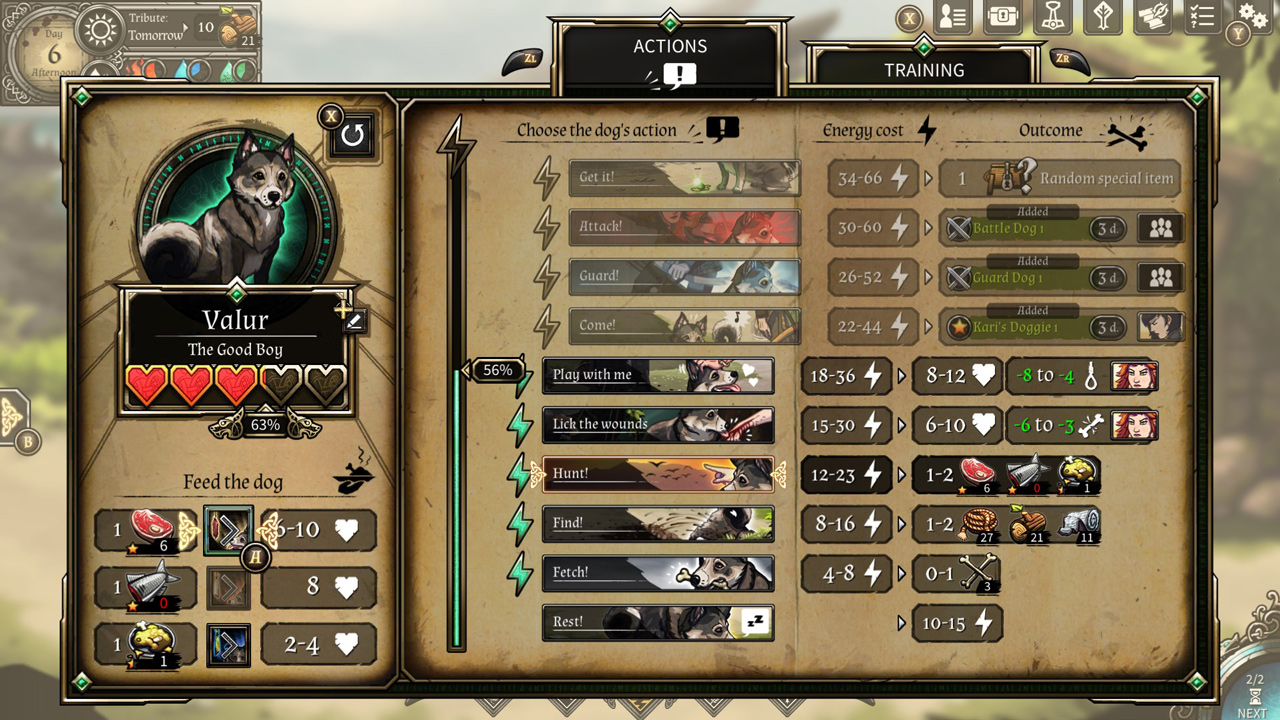 Day
6
Afternoon
Tribute:
Tomorrow
10
21
ZL
ACTIONS
!
TRAINING
ZR
X
Y
X
Choose the dog's action
!
Energy cost
Outcome
Get it!
34-66
1
?
Random special item
Attack!
30-60
Added
Battle Dog 1
3 d.
Guard!
26-52
Added
Guard Dog 1
3 d.
Come!
22-44
Added
Kari's Doggie 1
3 d.
56%
Play with me
18-36
8-12
-8 to -4
Lick the wounds
15-30
6-10
-6 to -3
Hunt!
12-23
1-2
6
0
1
Find!
8-16
1-2
27
21
11
Fetch!
4-8
0-1
3
Rest!
zz
10-15
Valur
The Good Boy
63%
Feed the dog
1
6
6-10
A
1
0
8
1
1
2-4
B
2/2
NEXT